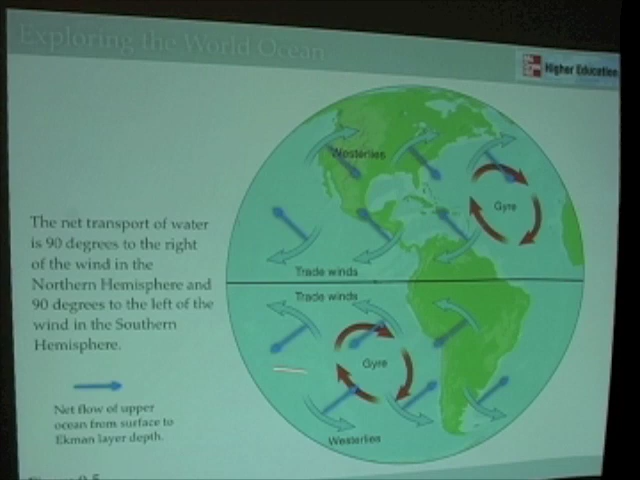 Exploring the World Ocean
Higher Education
Westerlies
Gyre
The net transport of water
is 90 degrees to the right
of the wind in the
Northern Hemisphere and
90 degrees to the left of the
wind in the Southern
Hemisphere.
Trade winds
Trade winds
Gyre
Net flow of upper
ocean from surface to
Ekman layer depth.
Westerlies